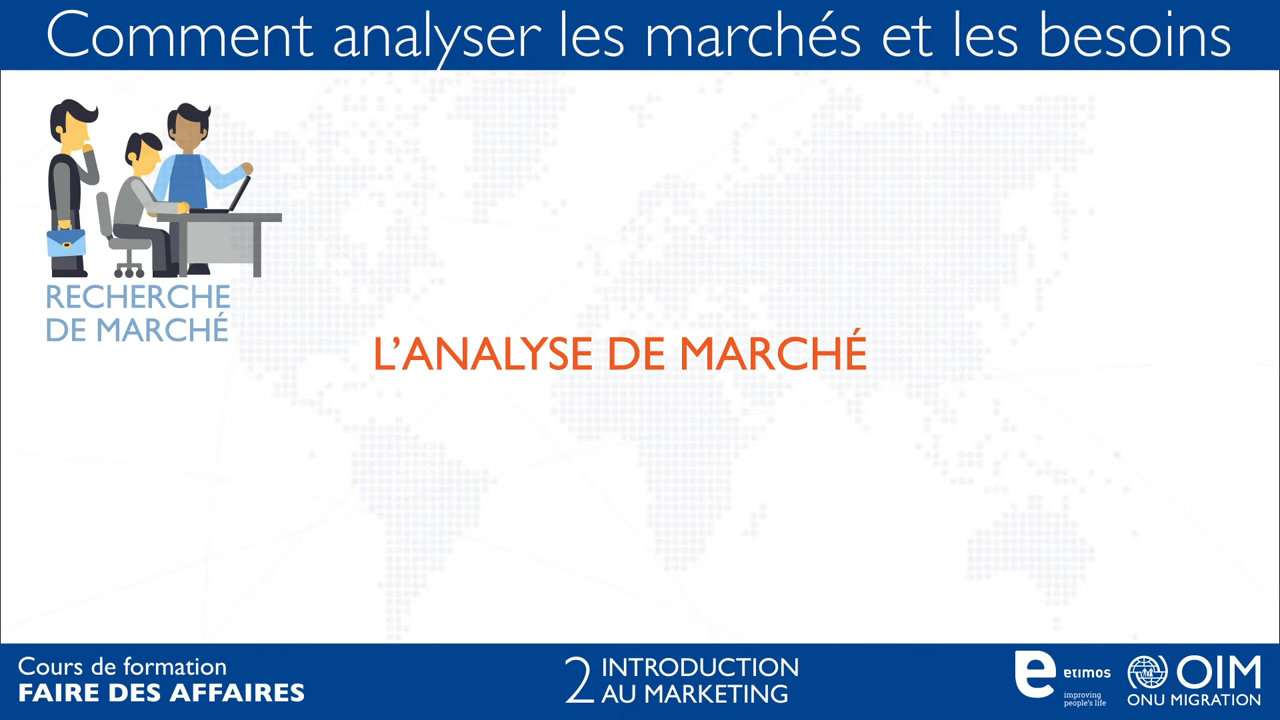 Comment analyser les marchés et les besoins
RECHERCHE
DE MARCHÉ
L’ANALYSE DE MARCHÉ
Cours de formation
FAIRE DES AFFAIRES
2 INTRODUCTION
AU MARKETING
e etimos
improving
people's life
OIM
ONU MIGRATION